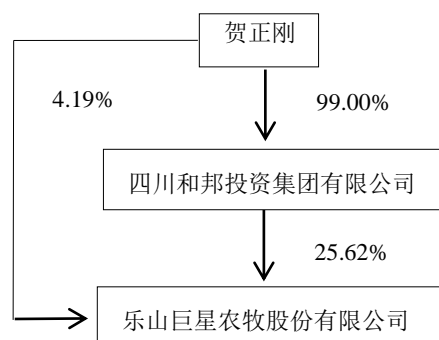 贺正刚
4.19%
99.00%
四川和邦投资集团有限公司
25.62%
乐山巨星农牧股份有限公司